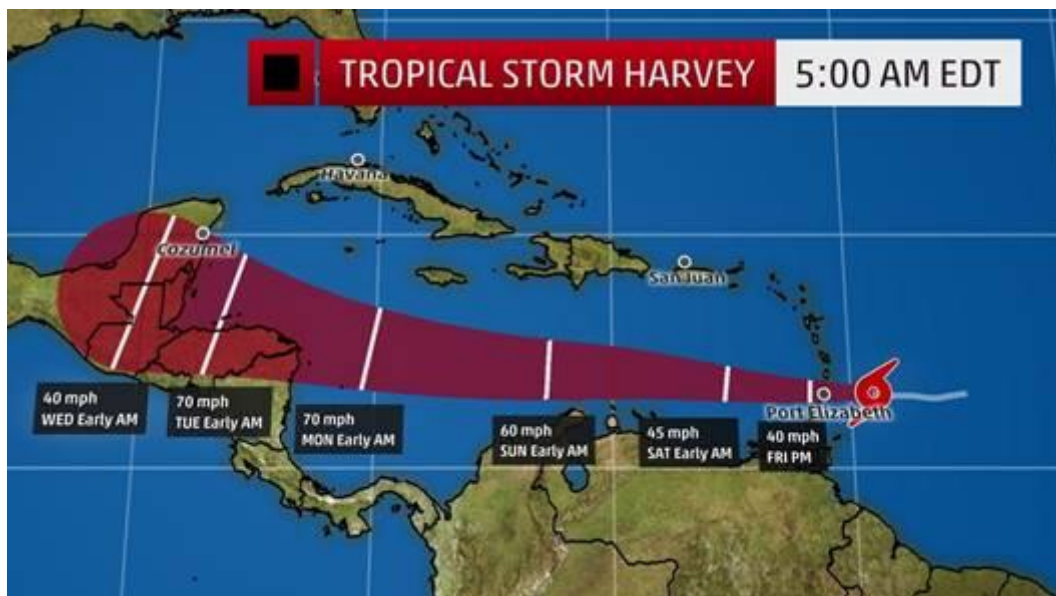 TROPICAL STORM HARVEY
5:00 AM EDT
Havana
Cozumel
San Juan
Port Elizabeth
40 mph
WED Early AM
70 mph
TUE Early AM
70 mph
MON Early AM
60 mph
SUN Early AM
45 mph
SAT Early AM
40 mph
FRI PM